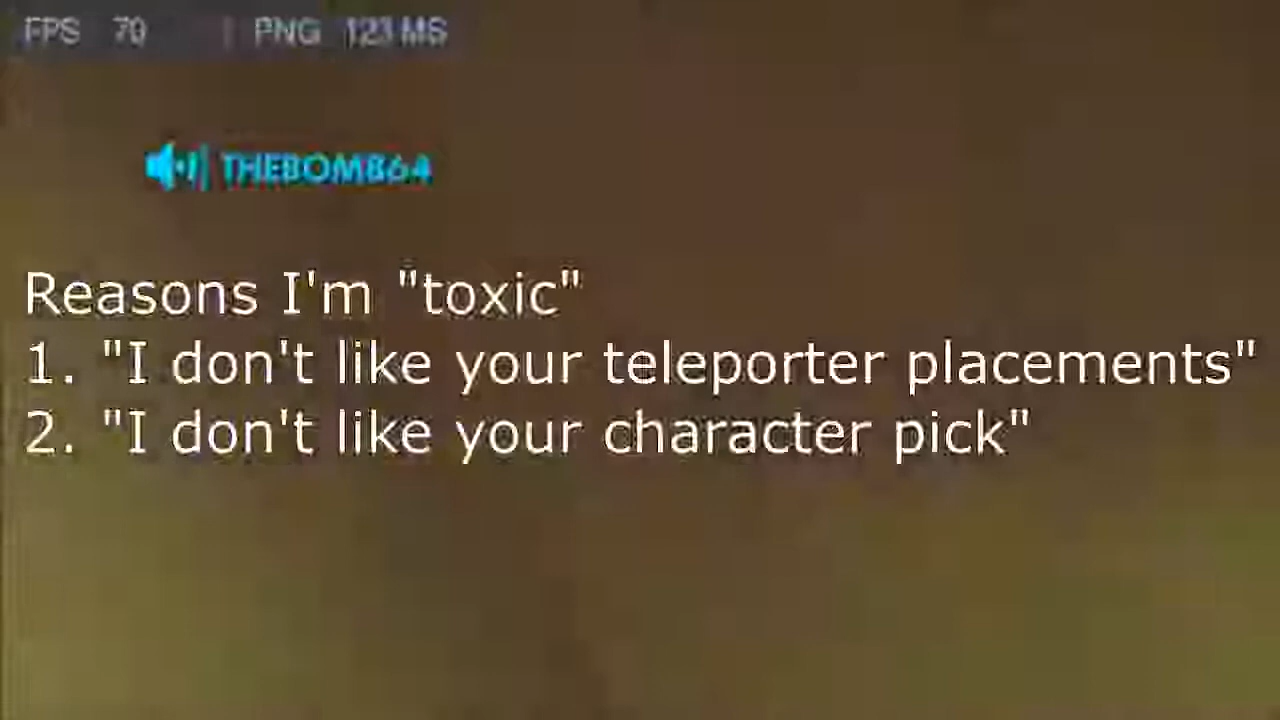 FPS 70 | PNG 123 MS
THEBOMB64
Reasons I'm "toxic"
1. "I don't like your teleporter placements"
2. "I don't like your character pick"